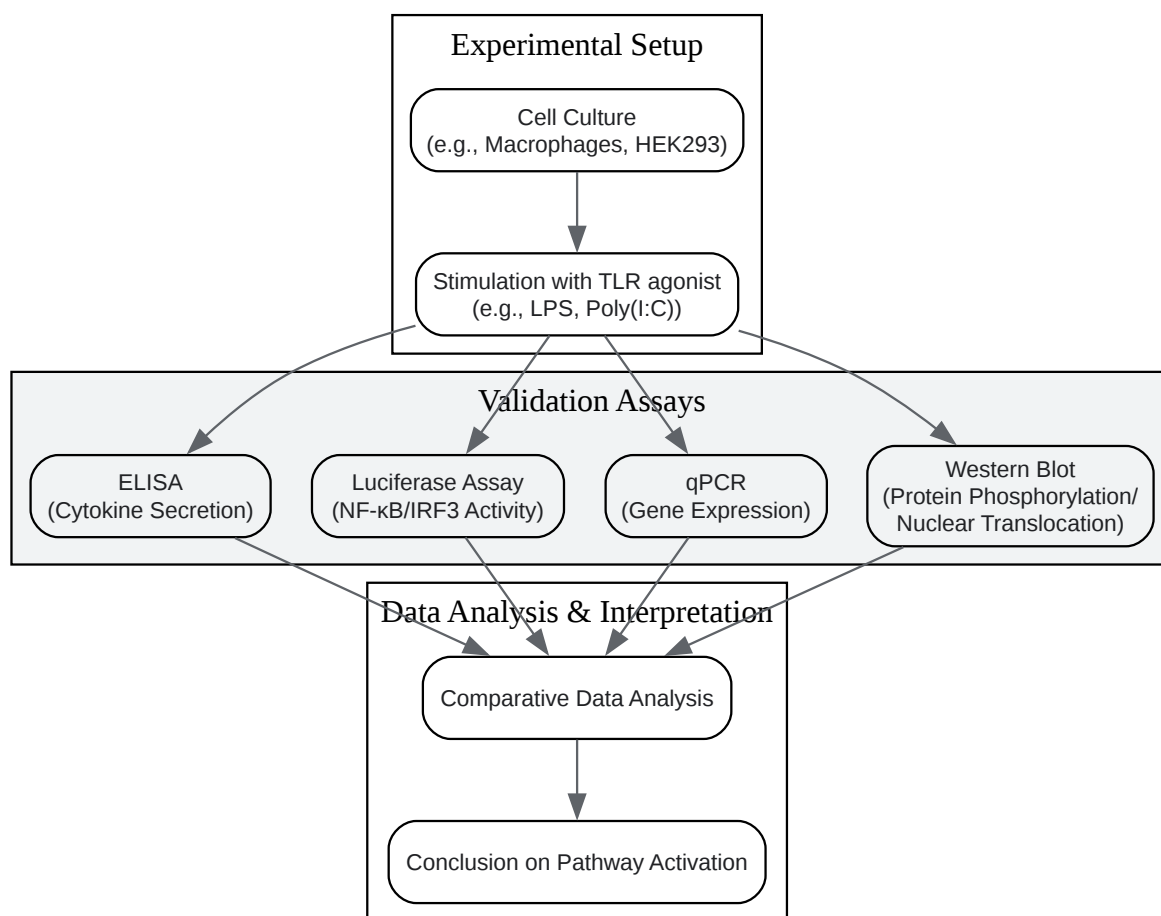 Experimental Setup
Cell Culture
(e.g., Macrophages, HEK293)
Stimulation with TLR agonist
(e.g., LPS, Poly(I:C))
Validation Assays
ELISA
(Cytokine Secretion)
Luciferase Assay
(NF-κB/IRF3 Activity)
qPCR
(Gene Expression)
Western Blot
(Protein Phosphorylation/
Nuclear Translocation)
Data Analysis & Interpretation
Comparative Data Analysis
Conclusion on Pathway Activation